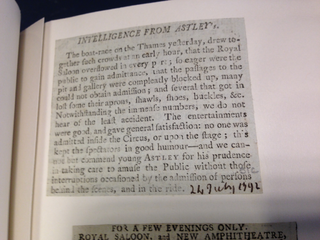 INTELLIGENCE FROM ASTLEY's.
The boat-race on the Thames yesterday, drew to-
gether such crowds at an early hour, that the Royal
Saloon overflowed in every part; so eager were the
public to gain admittance, that the passages to the
pit and gallery were compleatly blocked up, many
could not obtain admission; and several that got in
lost some their aprons, shawls, shoes, buckles, &c.
Notwithstanding the immense numbers, we do not
hear of the least accident. The entertainments
were good, and gave general satisfaction: no one was
admitted inside the Circus, or upon the stage; this
kept the spectators in good humour—and we can-
not but commend young ASTLEY for his prudence
in taking care to amuse the Public without those
interruptions occasioned by the admission of persons
behind the scenes, and in the ride. 24 July 1792
FOR A FEW EVENINGS ONLY.
ROYAL SALOON, and NEW AMPHITHEATRE,